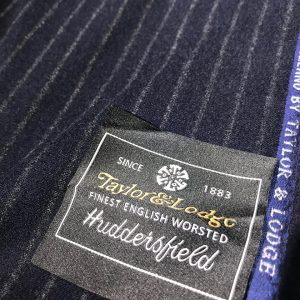 SINCE 1883
Taylor & Lodge
FINEST ENGLISH WORSTED
Huddersfield
BY TAYLOR & LODGE